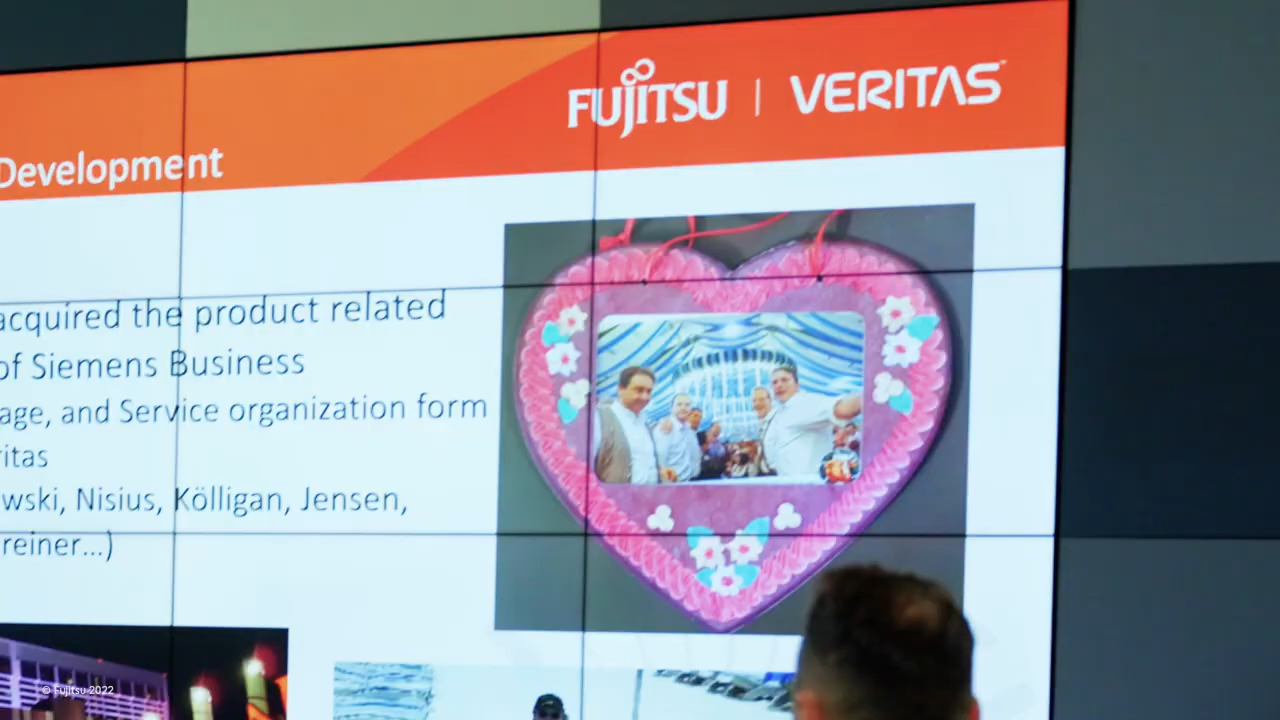 FUJITSU | VERITAS
Development
acquired the product related
of Siemens Business
age, and Service organization form
ritas
wski, Nisius, Kölligan, Jensen,
reiner...)
© Fujitsu 2022